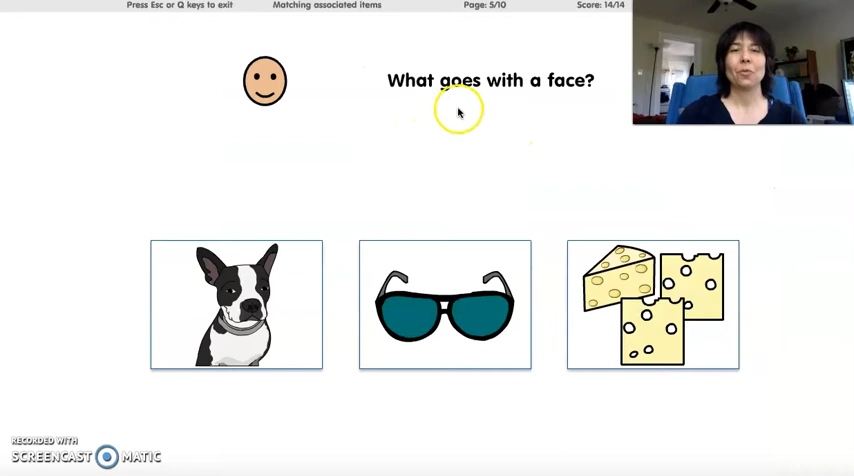 Press Esc or Q keys to exit
Matching associated items
Page: 5/10
Score: 14/14
What goes with a face?
RECORDED WITH
SCREENCAST MATIC